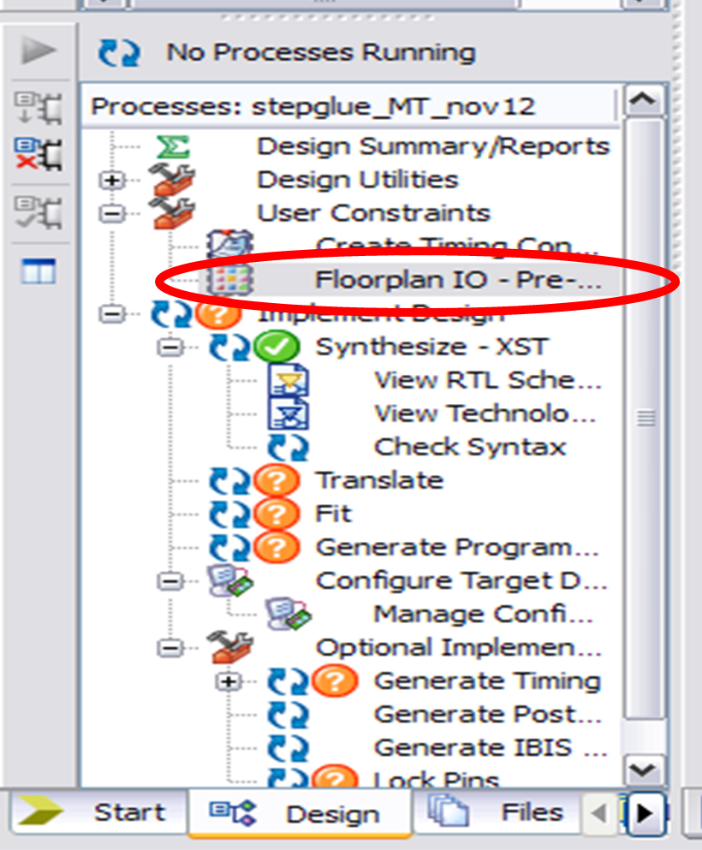 No Processes Running
Processes: stepglue_MT_nov12
Design Summary/Reports
Design Utilities
User Constraints
Create Timing Con...
Floorplan IO - Pre-...
Implement Design
Synthesize - XST
View RTL Sche...
View Technolo...
Check Syntax
Translate
Fit
Generate Program...
Configure Target D...
Manage Confi...
Optional Implemen...
Generate Timing
Generate Post...
Generate IBIS ...
Lock Pins
Start Design Files